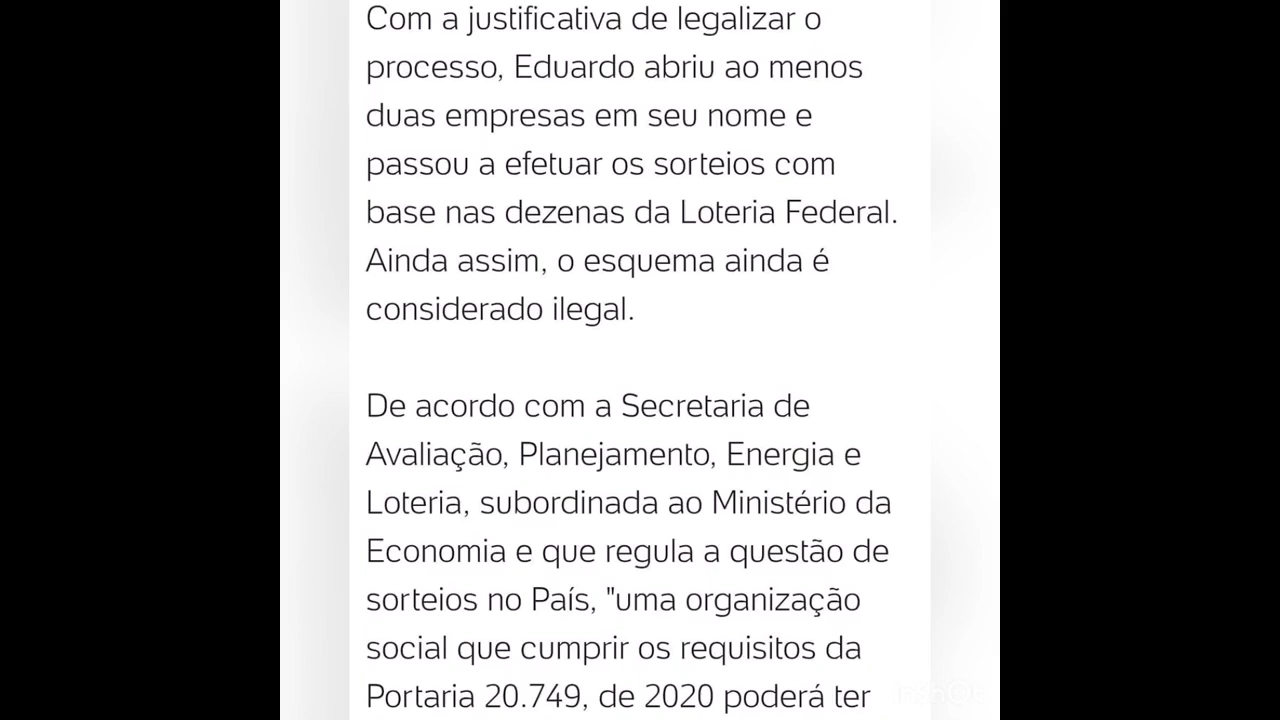 Com a justificativa de legalizar o
processo, Eduardo abriu ao menos
duas empresas em seu nome e
passou a efetuar os sorteios com
base nas dezenas da Loteria Federal.
Ainda assim, o esquema ainda é
considerado ilegal.
De acordo com a Secretaria de
Avaliação, Planejamento, Energia e
Loteria, subordinada ao Ministério da
Economia e que regula a questão de
sorteios no País, "uma organização
social que cumprir os requisitos da
Portaria 20.749, de 2020 poderá ter